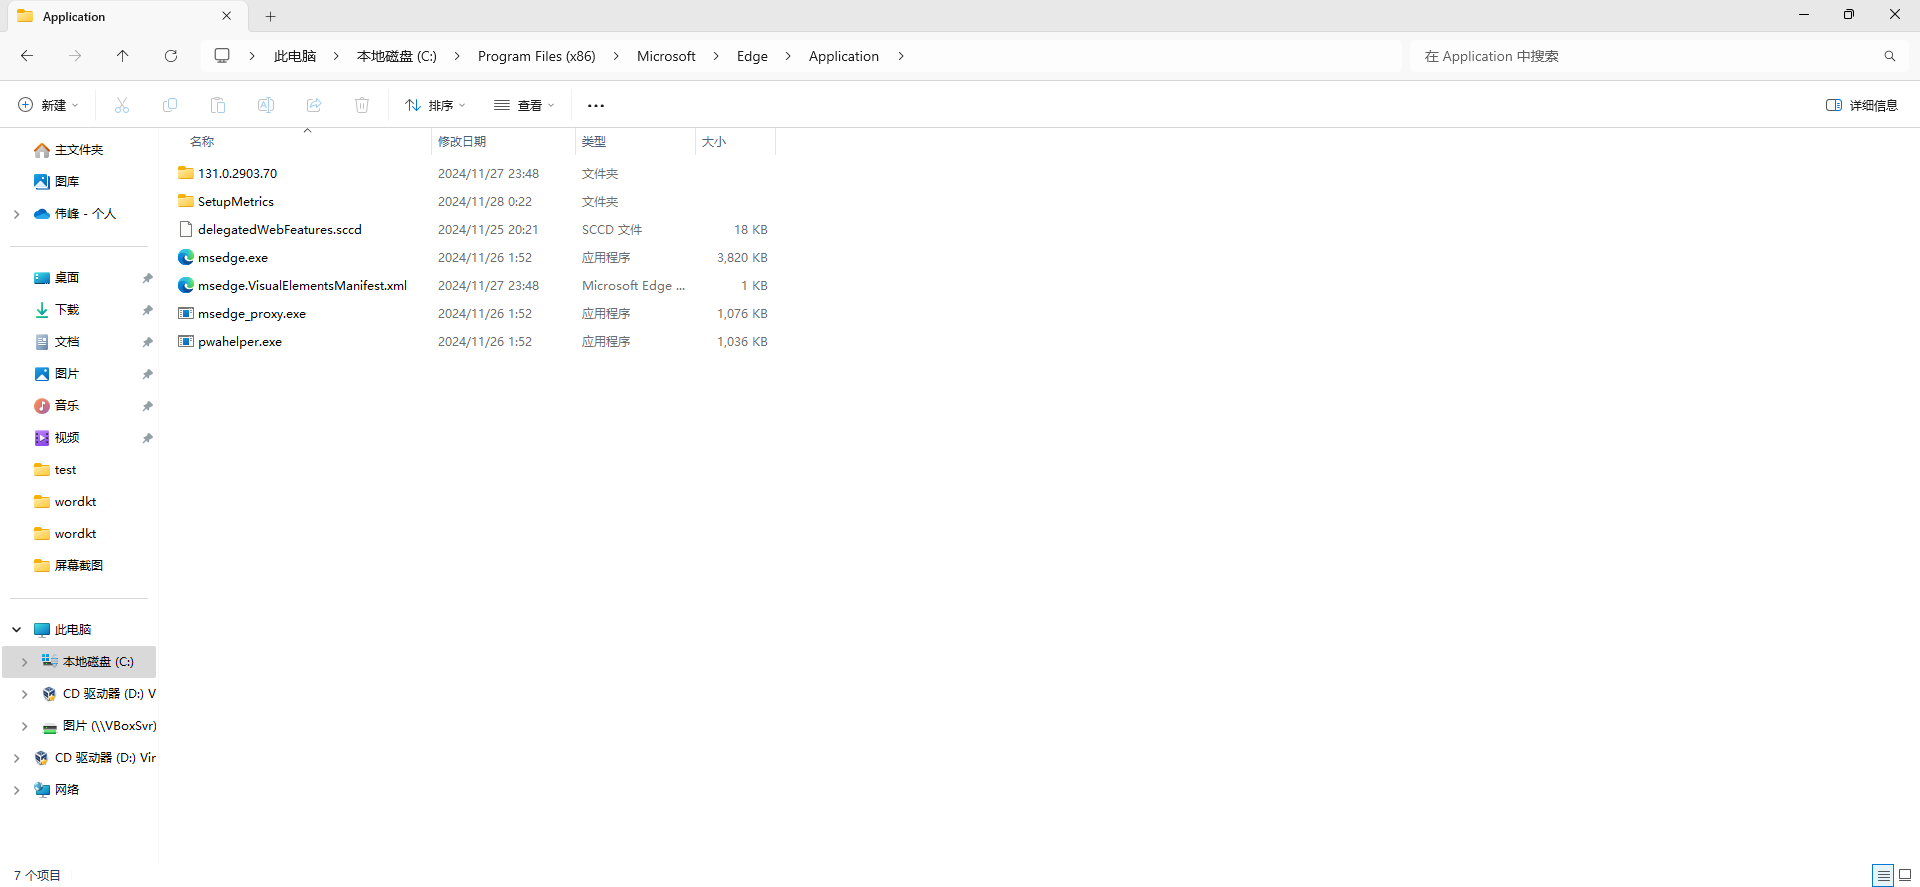 Application
此电脑 本地磁盘 (C:) Program Files (x86) Microsoft Edge Application
在 Application 中搜索
新建 排序 查看 详细信息
名称 修改日期 类型 大小
131.0.2903.70 2024/11/27 23:48 文件夹
SetupMetrics 2024/11/28 0:22 文件夹
delegatedWebFeatures.sccd 2024/11/25 20:21 SCCD 文件 18 KB
msedge.exe 2024/11/26 1:52 应用程序 3,820 KB
msedge.VisualElementsManifest.xml 2024/11/27 23:48 Microsoft Edge ... 1 KB
msedge_proxy.exe 2024/11/26 1:52 应用程序 1,076 KB
pwahelper.exe 2024/11/26 1:52 应用程序 1,036 KB
主文件夹
图库
伟峰 - 个人
桌面
下载
文档
图片
音乐
视频
test
wordkt
wordkt
屏幕截图
此电脑
本地磁盘 (C:)
CD 驱动器 (D:) V
图片 (\\VBoxSvr)
CD 驱动器 (D:) Vir
网络
7 个项目